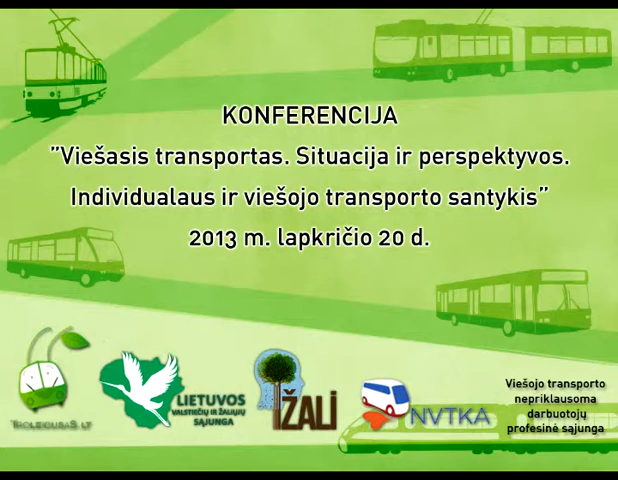 KONFERENCIJA
”Viešasis transportas. Situacija ir perspektyvos.
Individualaus ir viešojo transporto santykis”
2013 m. lapkričio 20 d.
TROLEIBUSAS.LT
LIETUVOS
VALSTIEČIŲ IR ŽALIŲJŲ
SĄJUNGA
IŽALI
NVTKA
Viešojo transporto
nepriklausoma
darbuotojų
profesinė sąjunga